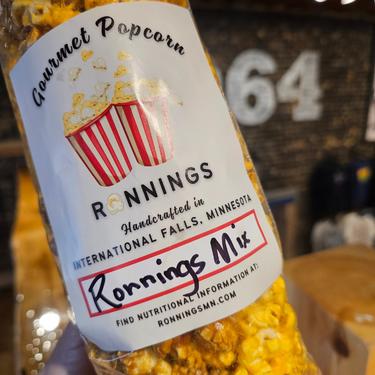 Gourmet Popcorn
64
RONNINGS
Handcrafted in
INTERNATIONAL FALLS, MINNESOTA
Ronnings Mix
FIND NUTRITIONAL INFORMATION AT:
RONNINGSMN.COM